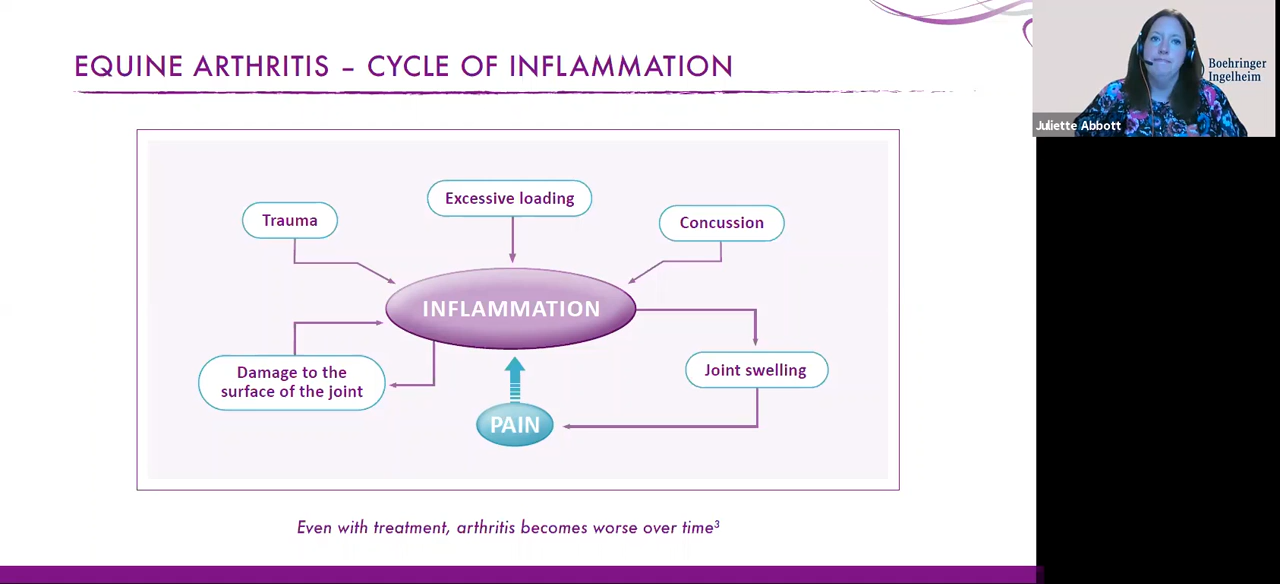 EQUINE ARTHRITIS – CYCLE OF INFLAMMATION
Boehringer
Ingelheim
Juliette Abbott
Excessive loading
Trauma
Concussion
INFLAMMATION
Damage to the
surface of the joint
Joint swelling
PAIN
Even with treatment, arthritis becomes worse over time³